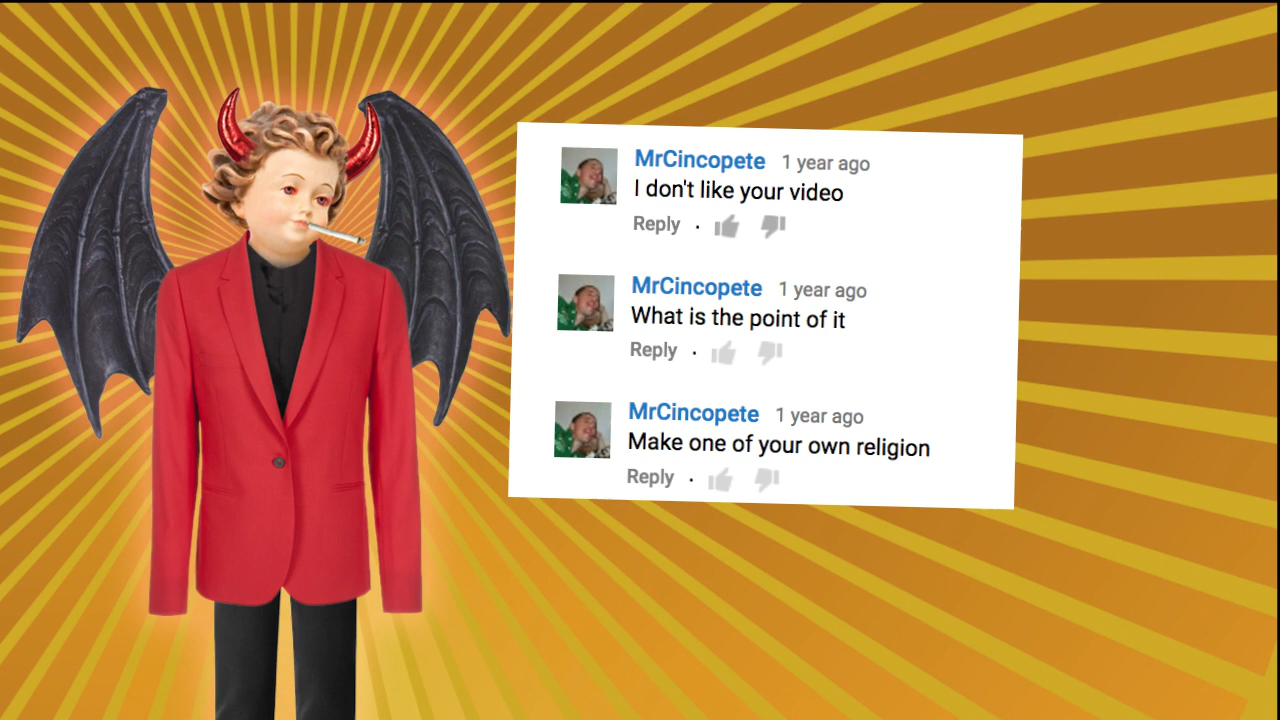 MrCincopete 1 year ago
I don't like your video
Reply ·
MrCincopete 1 year ago
What is the point of it
Reply ·
MrCincopete 1 year ago
Make one of your own religion
Reply ·